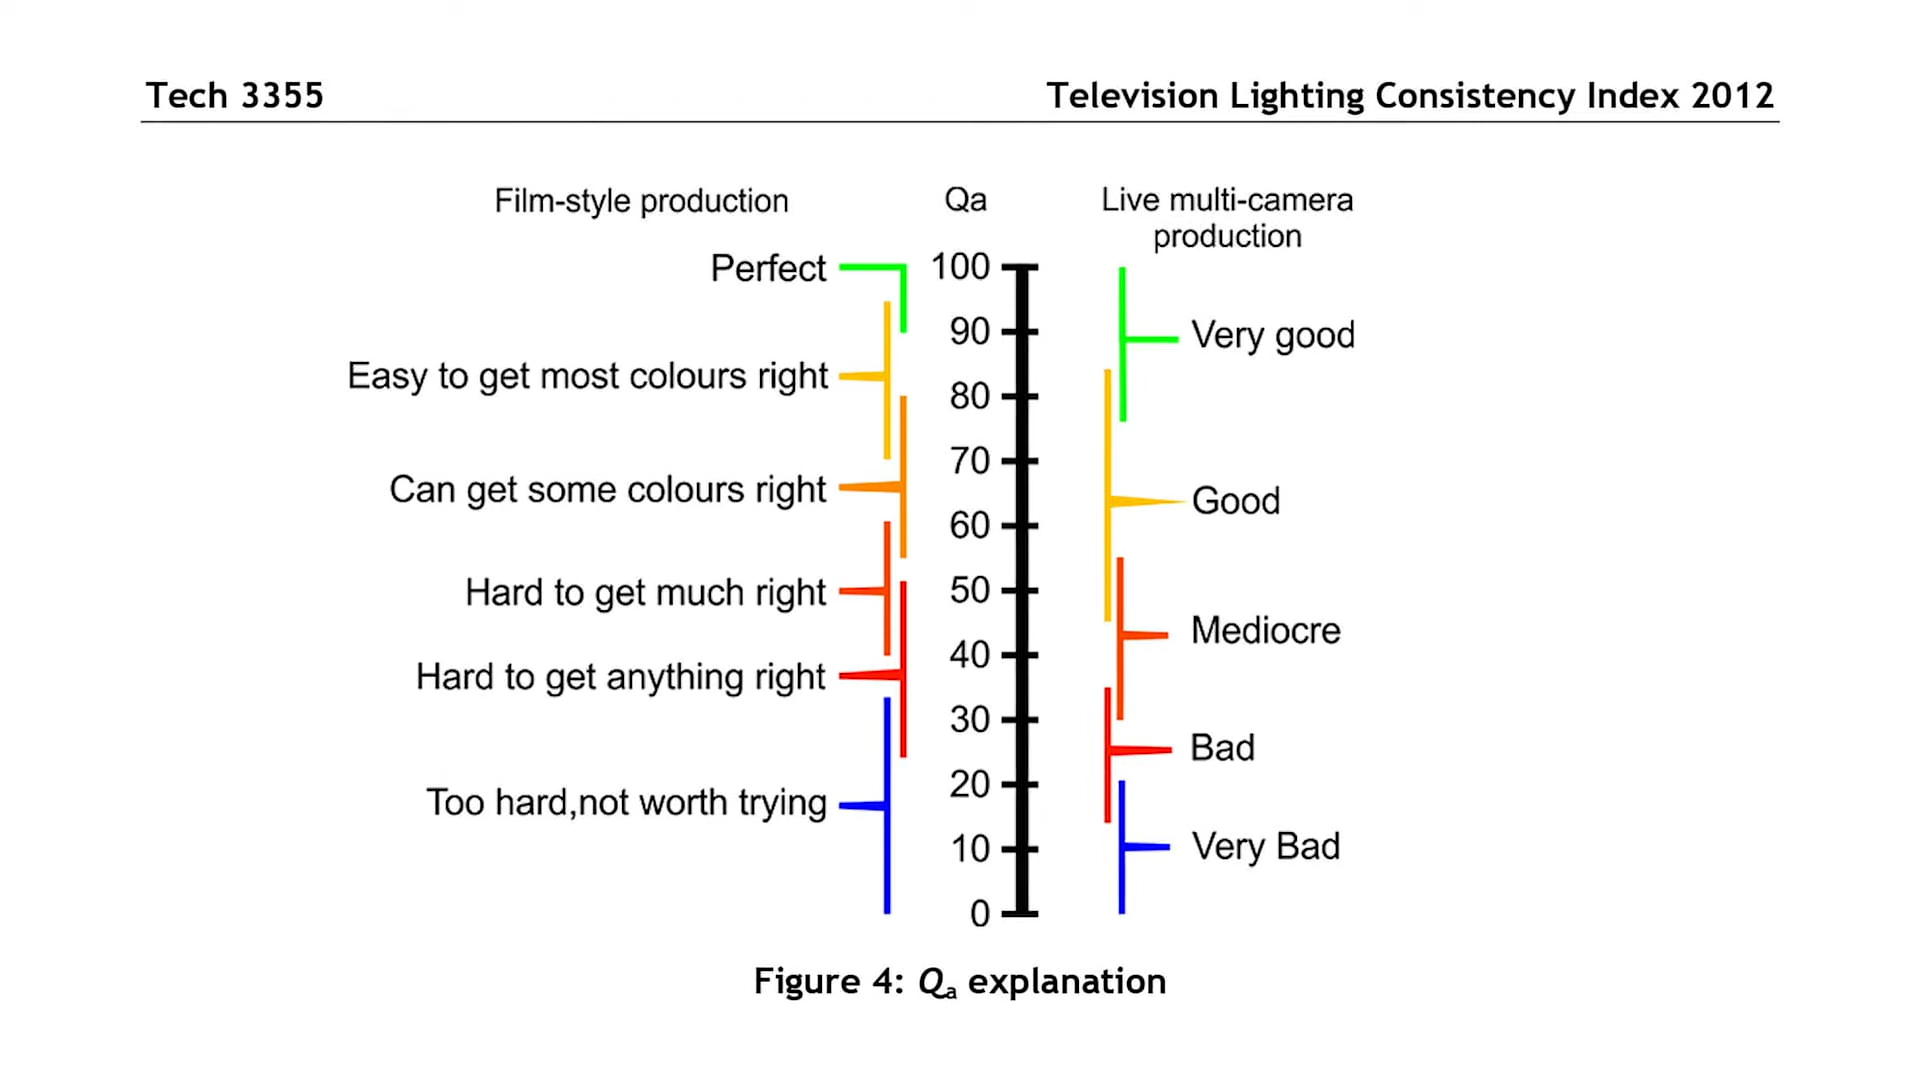 Tech 3355
Television Lighting Consistency Index 2012
Film-style production
Qa
Live multi-camera
production
Perfect
100
90
Very good
Easy to get most colours right
80
70
Can get some colours right
Good
60
Hard to get much right
50
Mediocre
40
Hard to get anything right
30
Bad
20
Too hard,not worth trying
10
Very Bad
0
Figure 4: Qa explanation